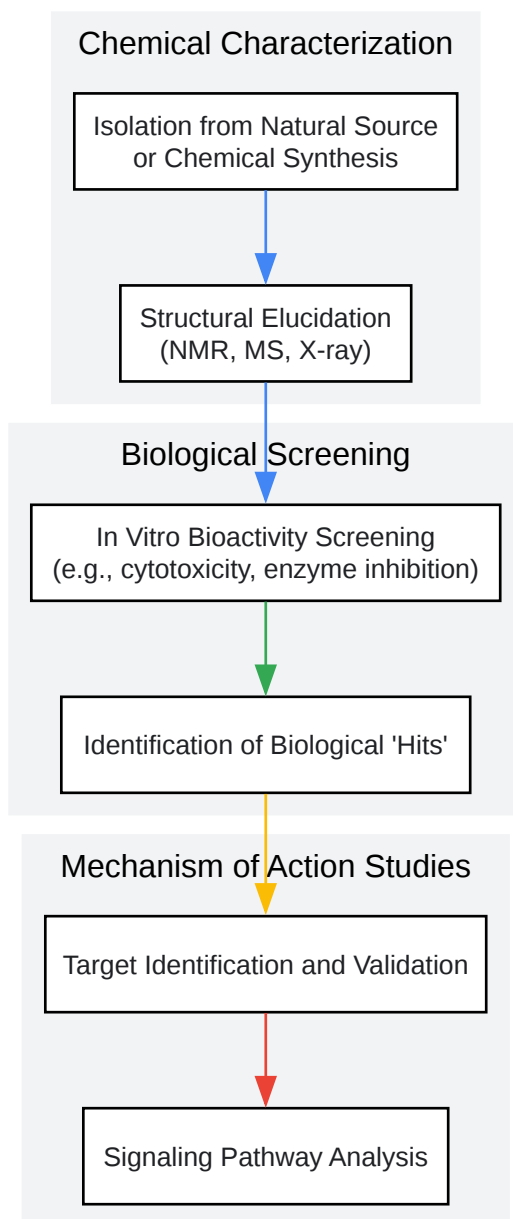 Chemical Characterization
Isolation from Natural Source
or Chemical Synthesis
Structural Elucidation
(NMR, MS, X-ray)
Biological Screening
In Vitro Bioactivity Screening
(e.g., cytotoxicity, enzyme inhibition)
Identification of Biological 'Hits'
Mechanism of Action Studies
Target Identification and Validation
Signaling Pathway Analysis